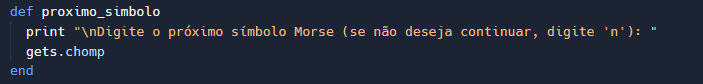 def proximo_simbolo
print "\nDigite o próximo símbolo Morse (se não deseja continuar, digite 'n'): "
gets.chomp
end